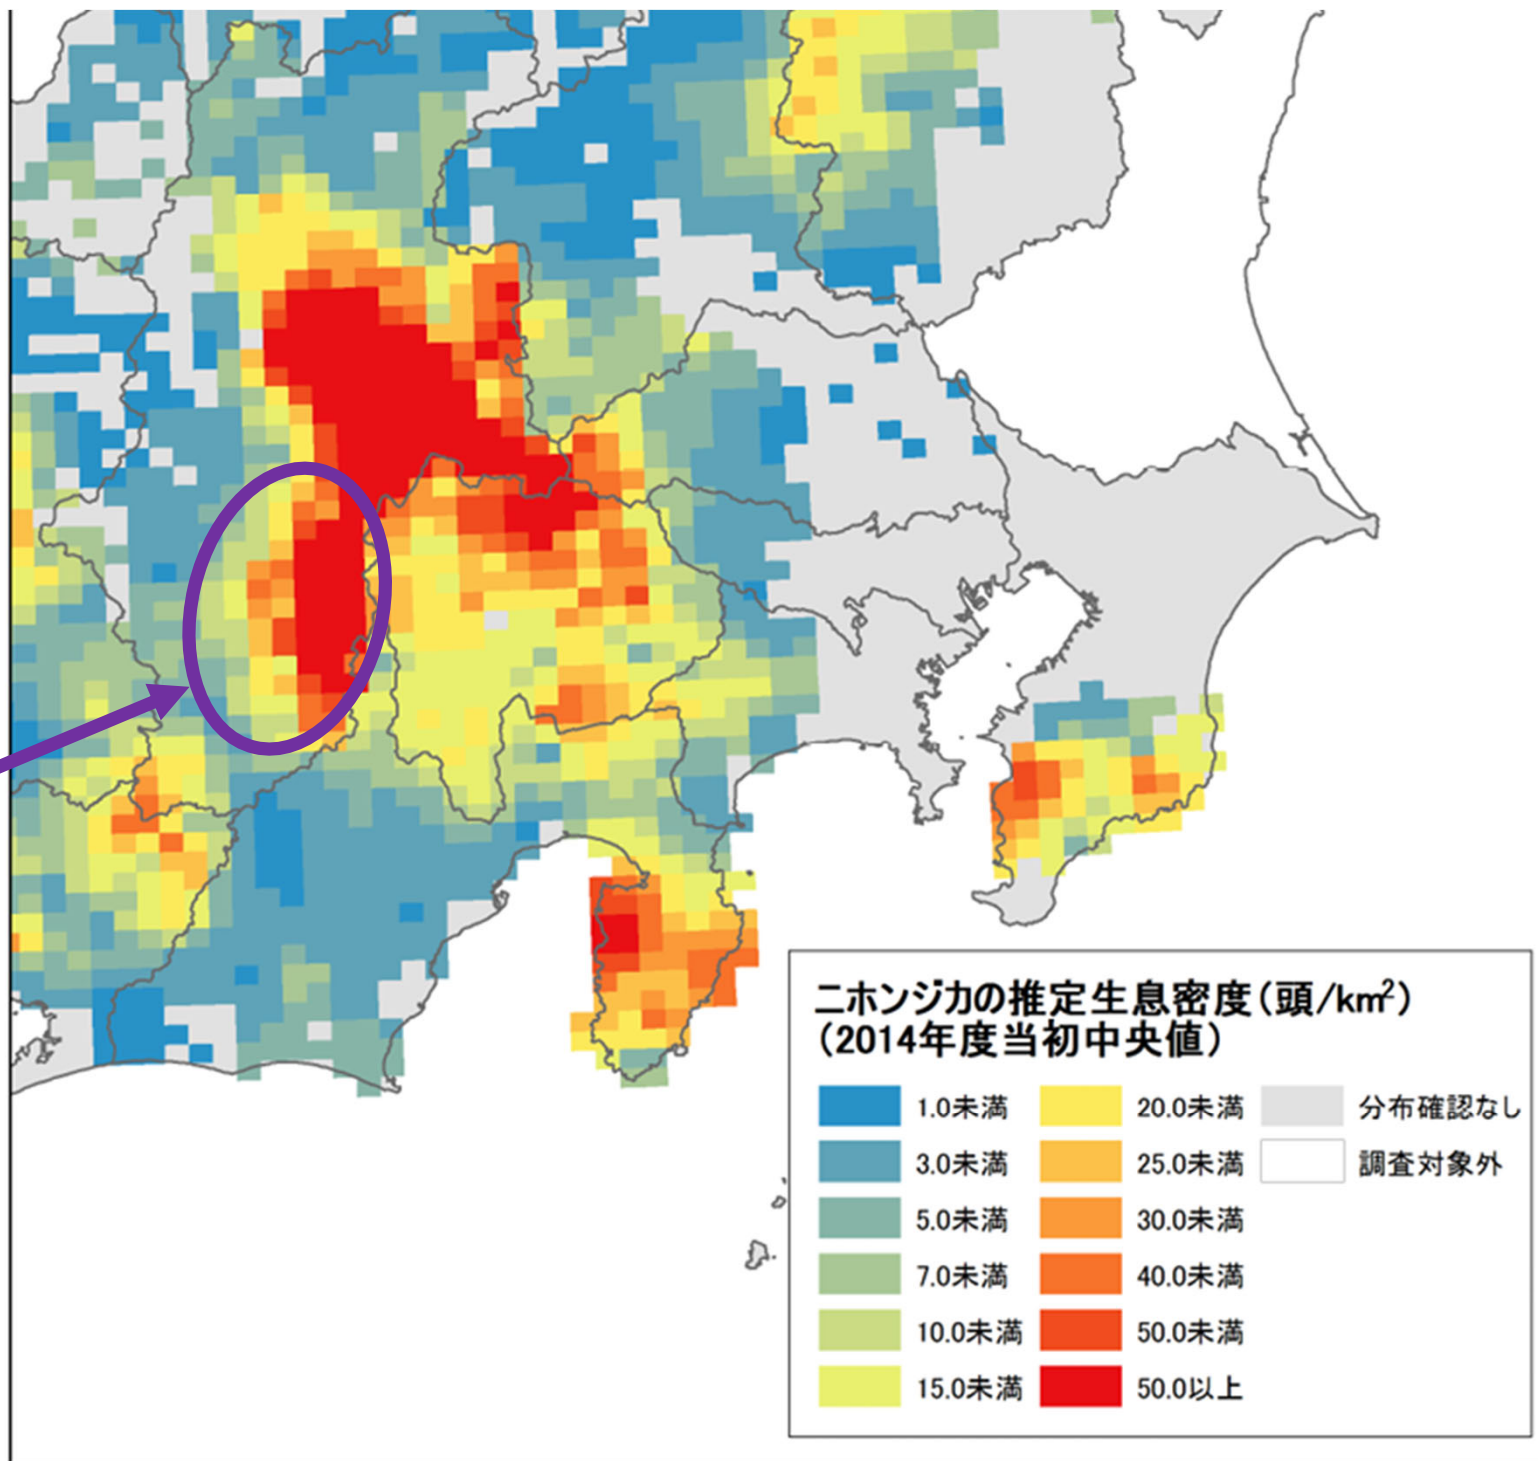 ニホンジカの推定生息密度(頭/km²)
(2014年度当初中央値)
1.0未満
3.0未満
5.0未満
7.0未満
10.0未満
15.0未満
20.0未満
25.0未満
30.0未満
40.0未満
50.0未満
50.0以上
分布確認なし
調査対象外